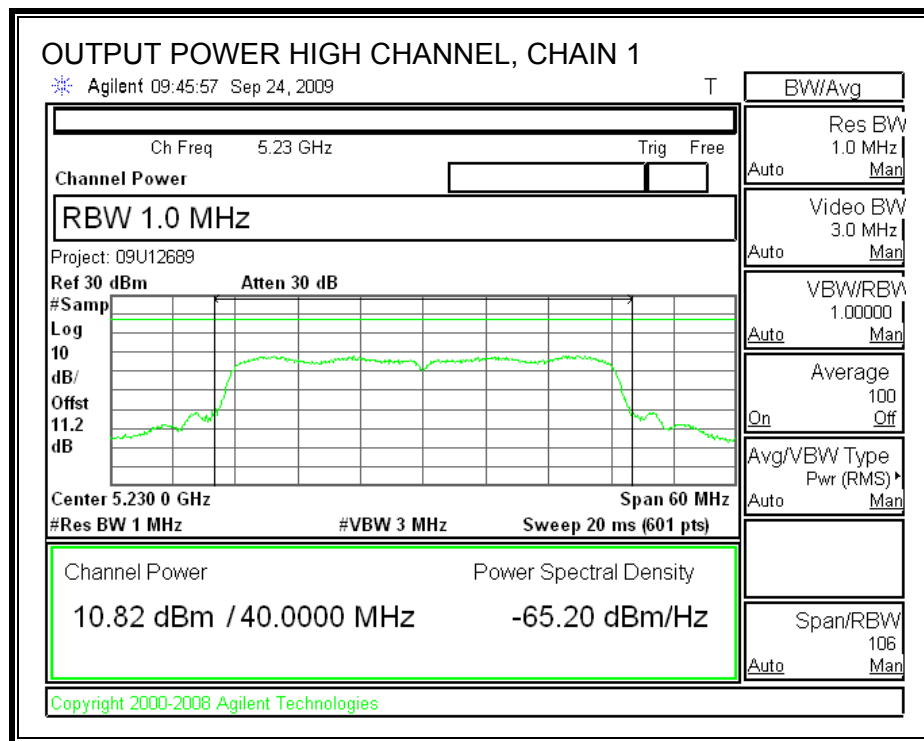 OUTPUT POWER HIGH CHANNEL, CHAIN 1
Agilent 09:45:57 Sep 24, 2009 T
Ch Freq 5.23 GHz Trig Free
Channel Power
RBW 1.0 MHz
Project: 09U12689
Ref 30 dBm Atten 30 dB
#Samp
Log
10
dB/
Offst
11.2
dB
Center 5.230 0 GHz Span 60 MHz
#Res BW 1 MHz #VBW 3 MHz Sweep 20 ms (601 pts)
Channel Power Power Spectral Density
10.82 dBm / 40.0000 MHz -65.20 dBm/Hz
Copyright 2000-2008 Agilent Technologies
BW/Avg
Res BW
1.0 MHz
Auto Man
Video BW
3.0 MHz
Auto Man
VBW/RBW
1.00000
Auto Man
Average
100
On Off
Avg/VBW Type
Pwr (RMS)
Auto Man
Span/RBW
106
Auto Man